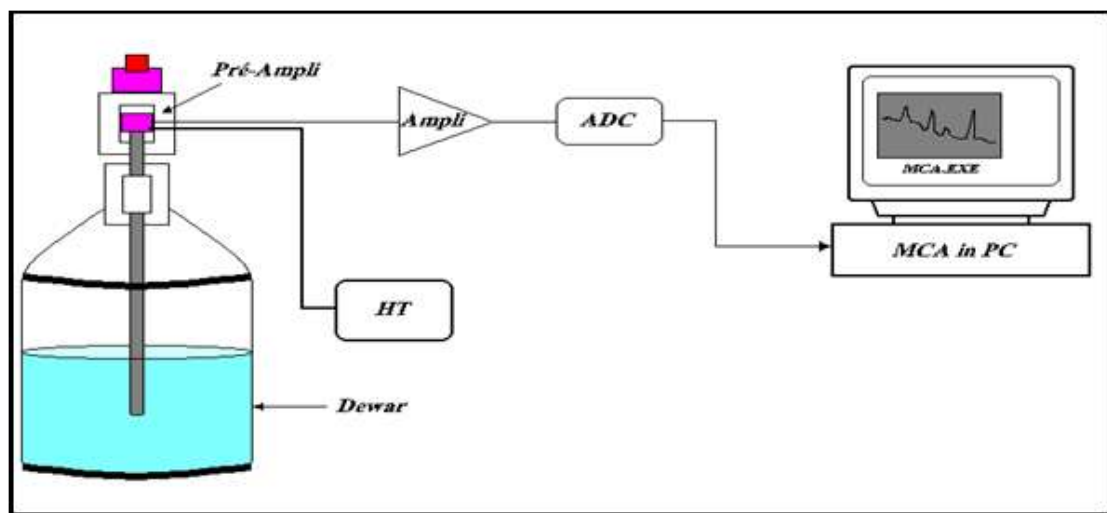 Pré-Ampli
Ampli
ADC
MCA.EXE
MCA in PC
HT
Dewar